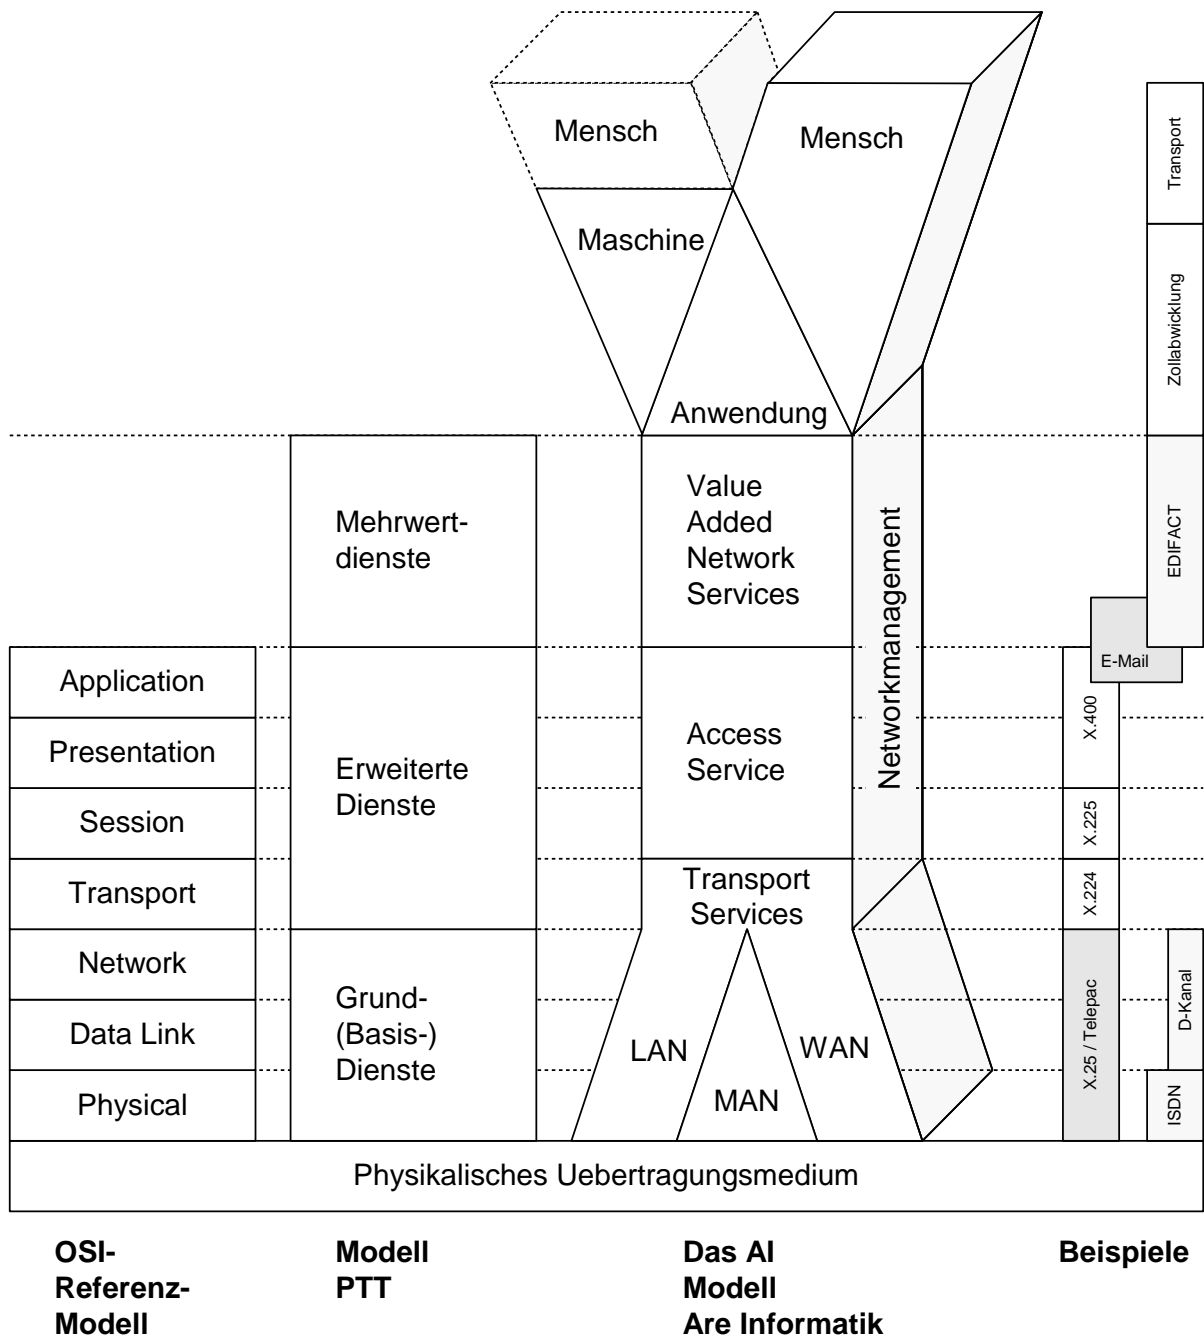 Mensch
Mensch
Maschine
Anwendung
Transport
Zollabwicklung
EDIFACT
Mehrwert-
dienste
Value
Added
Network
Services
Networkmanagement
E-Mail
Application
Presentation
Session
Transport
Network
Data Link
Physical
Erweiterte
Dienste
Grund-
(Basis-)
Dienste
Access
Service
Transport
Services
LAN
MAN
WAN
X.400
X.225
X.224
X.25 / Telepac
D-Kanal
ISDN
Physikalisches Uebertragungsmedium
OSI-
Referenz-
Modell
Modell
PTT
Das AI
Modell
Are Informatik
Beispiele